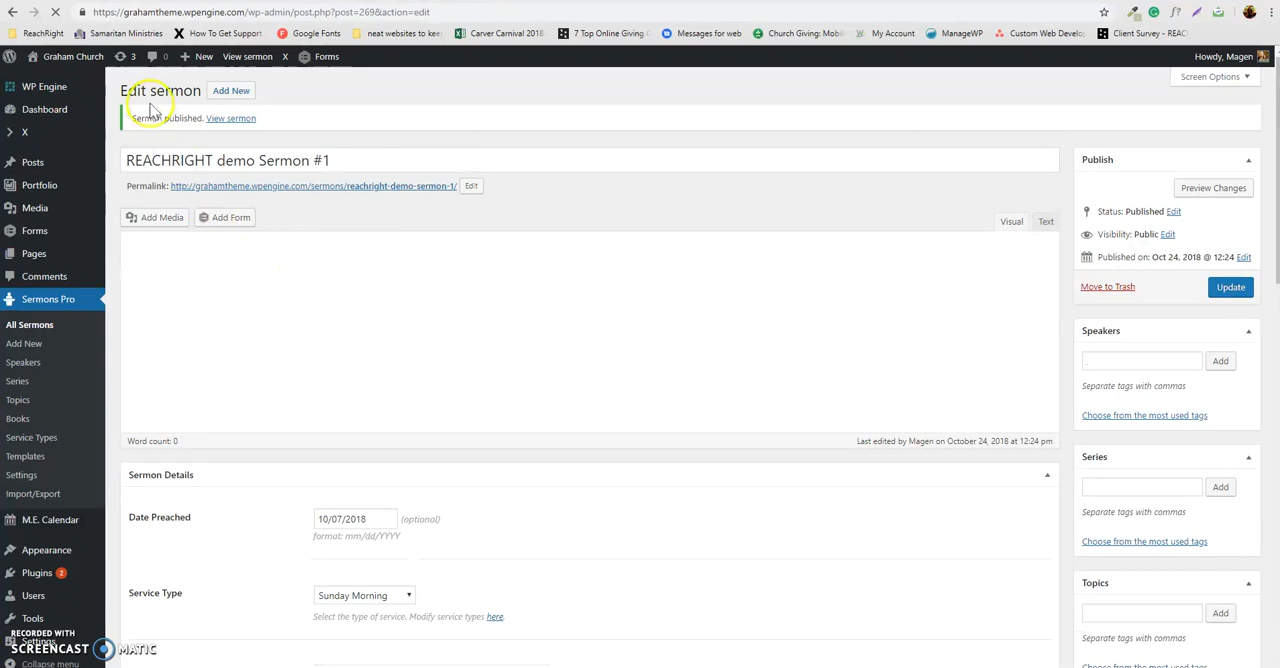 https://grahamtheme.wpengine.com/wp-admin/post.php?post=269&action=edit
ReachRight Samaritan Ministries How To Get Support Google Fonts neat websites to kee Carver Carnival 2018- 7 Top Online Giving Messages for web Church Giving: Mobil My Account ManageWP Custom Web Develo Client Survey - REAC
Graham Church 3 0 New View sermon X Forms Howdy, Magen
WP Engine
Dashboard
X
Posts
Portfolio
Media
Forms
Pages
Comments
Sermons Pro
All Sermons
Add New
Speakers
Series
Topics
Books
Service Types
Templates
Settings
Import/Export
M.E. Calendar
Appearance
Plugins 2
Users
Tools
Settings
Collapse menu
RECORDED WITH
SCREENCAST MATIC
Screen Options
Edit sermon Add New
Sermon published. View sermon
REACHRIGHT demo Sermon #1
Permalink: http://grahamtheme.wpengine.com/sermons/reachright-demo-sermon-1/ Edit
Add Media Add Form Visual Text
Word count: 0 Last edited by Magen on October 24, 2018 at 12:24 pm
Sermon Details
Date Preached 10/07/2018 (optional)
format: mm/dd/YYYY
Service Type Sunday Morning
Select the type of service. Modify service types here.
Publish
Preview Changes
Status: Published Edit
Visibility: Public Edit
Published on: Oct 24, 2018 @ 12:24 Edit
Move to Trash Update
Speakers
Add
Separate tags with commas
Choose from the most used tags
Series
Add
Separate tags with commas
Choose from the most used tags
Topics
Add
Separate tags with commas
Choose from the most used tags